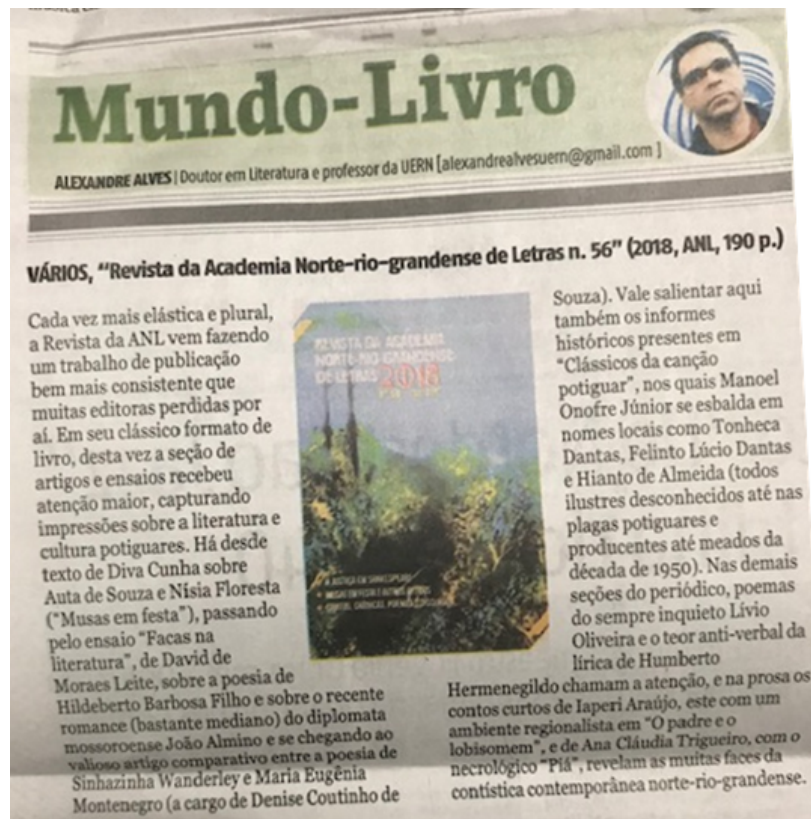 Mundo-Livro
ALEXANDRE ALVES | Doutor em Literatura e professor da UERN [alexandrealvesuern@gmail.com ]
VÁRIOS, “Revista da Academia Norte-rio-grandense de Letras n. 56” (2018, ANL, 190 p.)
Cada vez mais elástica e plural,
a Revista da ANL vem fazendo
um trabalho de publicação
bem mais consistente que
muitas editoras perdidas por
aí. Em seu clássico formato de
livro, desta vez a seção de
artigos e ensaios recebeu
atenção maior, capturando
impressões sobre a literatura e
cultura potiguares. Há desde
texto de Diva Cunha sobre
Auta de Souza e Nísia Floresta
(“Musas em festa”), passando
pelo ensaio “Facas na
literatura”, de David de
Moraes Leite, sobre a poesia de
Hildeberto Barbosa Filho e sobre o recente
romance (bastante mediano) do diplomata
mossoroense João Almino e se chegando ao
valioso artigo comparativo entre a poesia de
Sinhazinha Wanderley e Maria Eugênia
Montenegro (a cargo de Denise Coutinho de
REVISTA DA ACADEMIA
NORTE-RIO-GRANDENSE
DE LETRAS 2018
Souza). Vale salientar aqui
também os informes
históricos presentes em
“Clássicos da canção
potiguar”, nos quais Manoel
Onofre Júnior se esbalda em
nomes locais como Tonheca
Dantas, Felinto Lúcio Dantas
e Hianto de Almeida (todos
ilustres desconhecidos até nas
plagas potiguares e
producentes até meados da
década de 1950). Nas demais
seções do periódico, poemas
do sempre inquieto Lívio
Oliveira e o teor anti-verbal da
lírica de Humberto
Hermenegildo chamam a atenção, e na prosa os
contos curtos de Iaperi Araújo, este com um
ambiente regionalista em “O padre e o
lobisomem”, e de Ana Cláudia Trigueiro, com o
necrológico “Piá”, revelam as muitas faces da
contística contemporânea norte-rio-grandense.